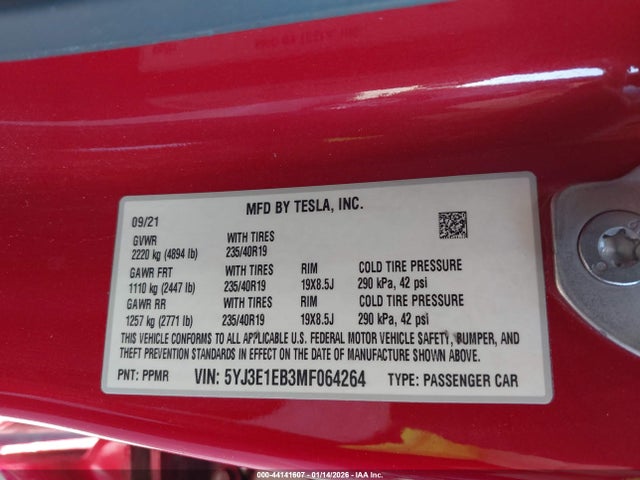 MFD BY TESLA, INC.
09/21
GVWR WITH TIRES
2220 kg (4894 lb) 235/40R19
GAWR FRT WITH TIRES RIM COLD TIRE PRESSURE
1110 kg (2447 lb) 235/40R19 19X8.5J 290 kPa, 42 psi
GAWR RR WITH TIRES RIM COLD TIRE PRESSURE
1257 kg (2771 lb) 235/40R19 19X8.5J 290 kPa, 42 psi
THIS VEHICLE CONFORMS TO ALL APPLICABLE U.S. FEDERAL MOTOR VEHICLE SAFETY, BUMPER, AND
THEFT PREVENTION STANDARDS IN EFFECT ON THE DATE OF MANUFACTURE SHOWN ABOVE.
PNT: PPMR VIN: 5YJ3E1EB3MF064264 TYPE: PASSENGER CAR
000-44141607 - 01/14/2026 - IAA Inc.